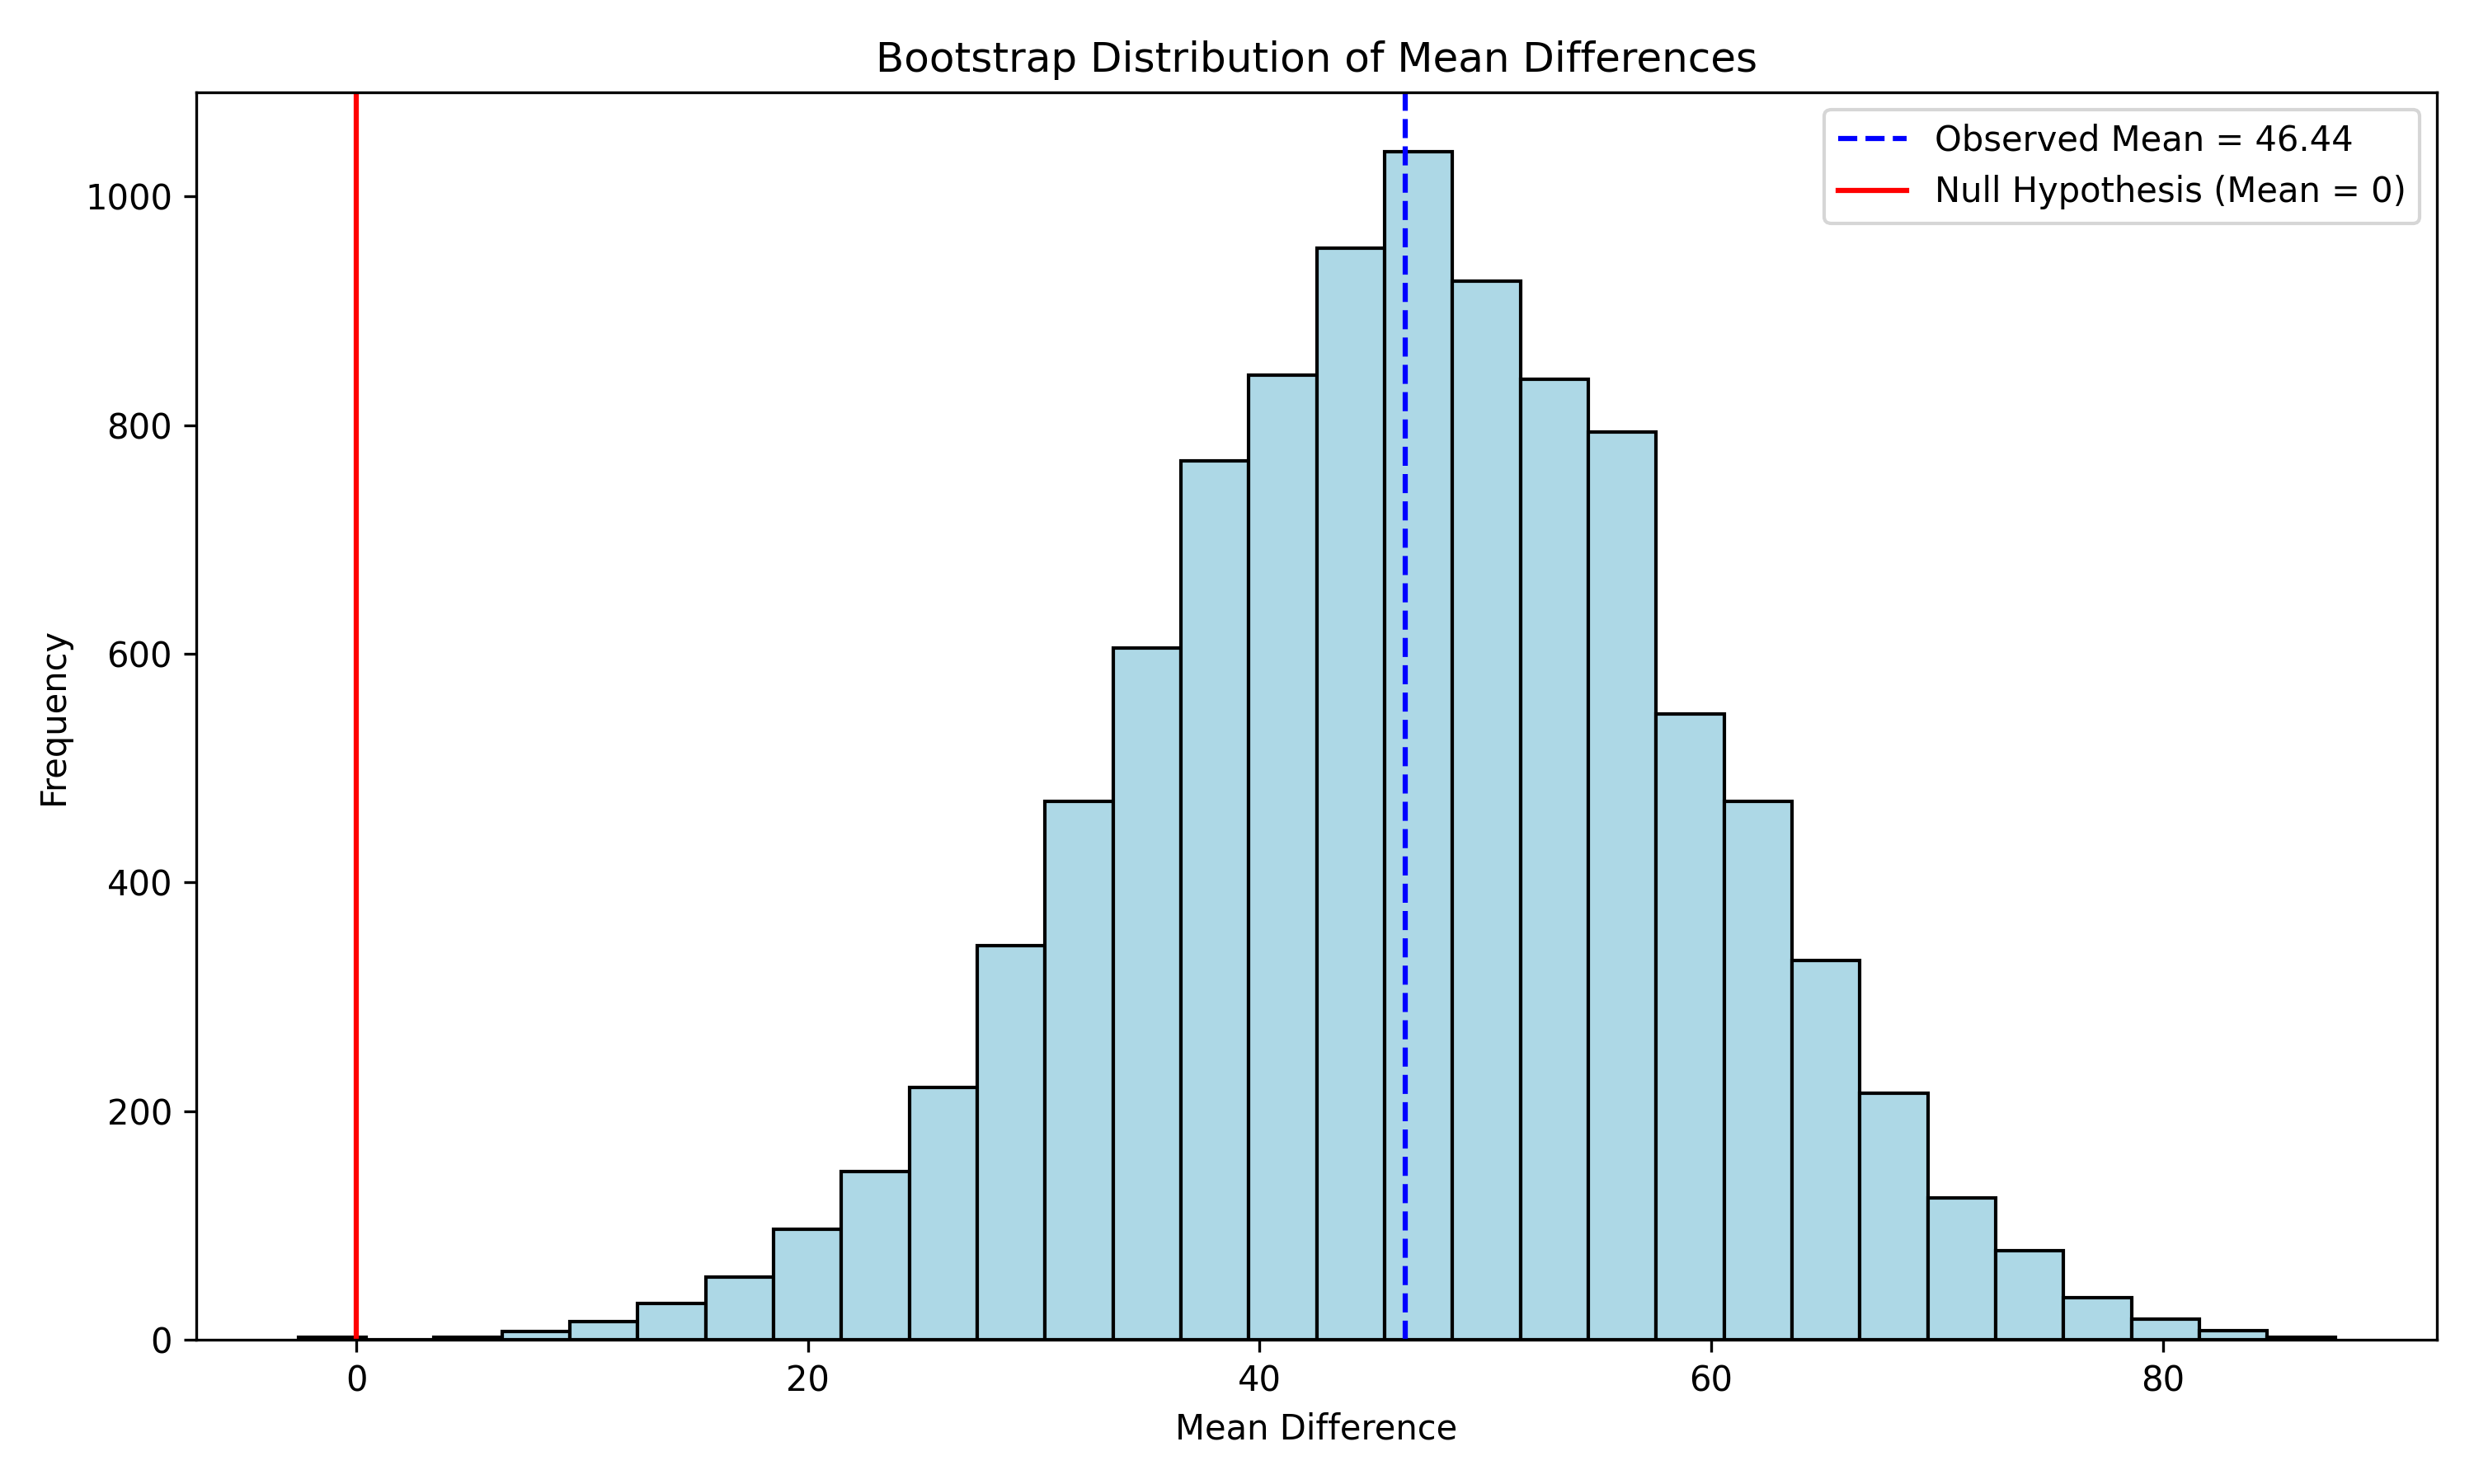 Bootstrap Distribution of Mean Differences
Observed Mean = 46.44
Null Hypothesis (Mean = 0)
1000
800
600
400
200
0
Frequency
0 20 40 60 80
Mean Difference